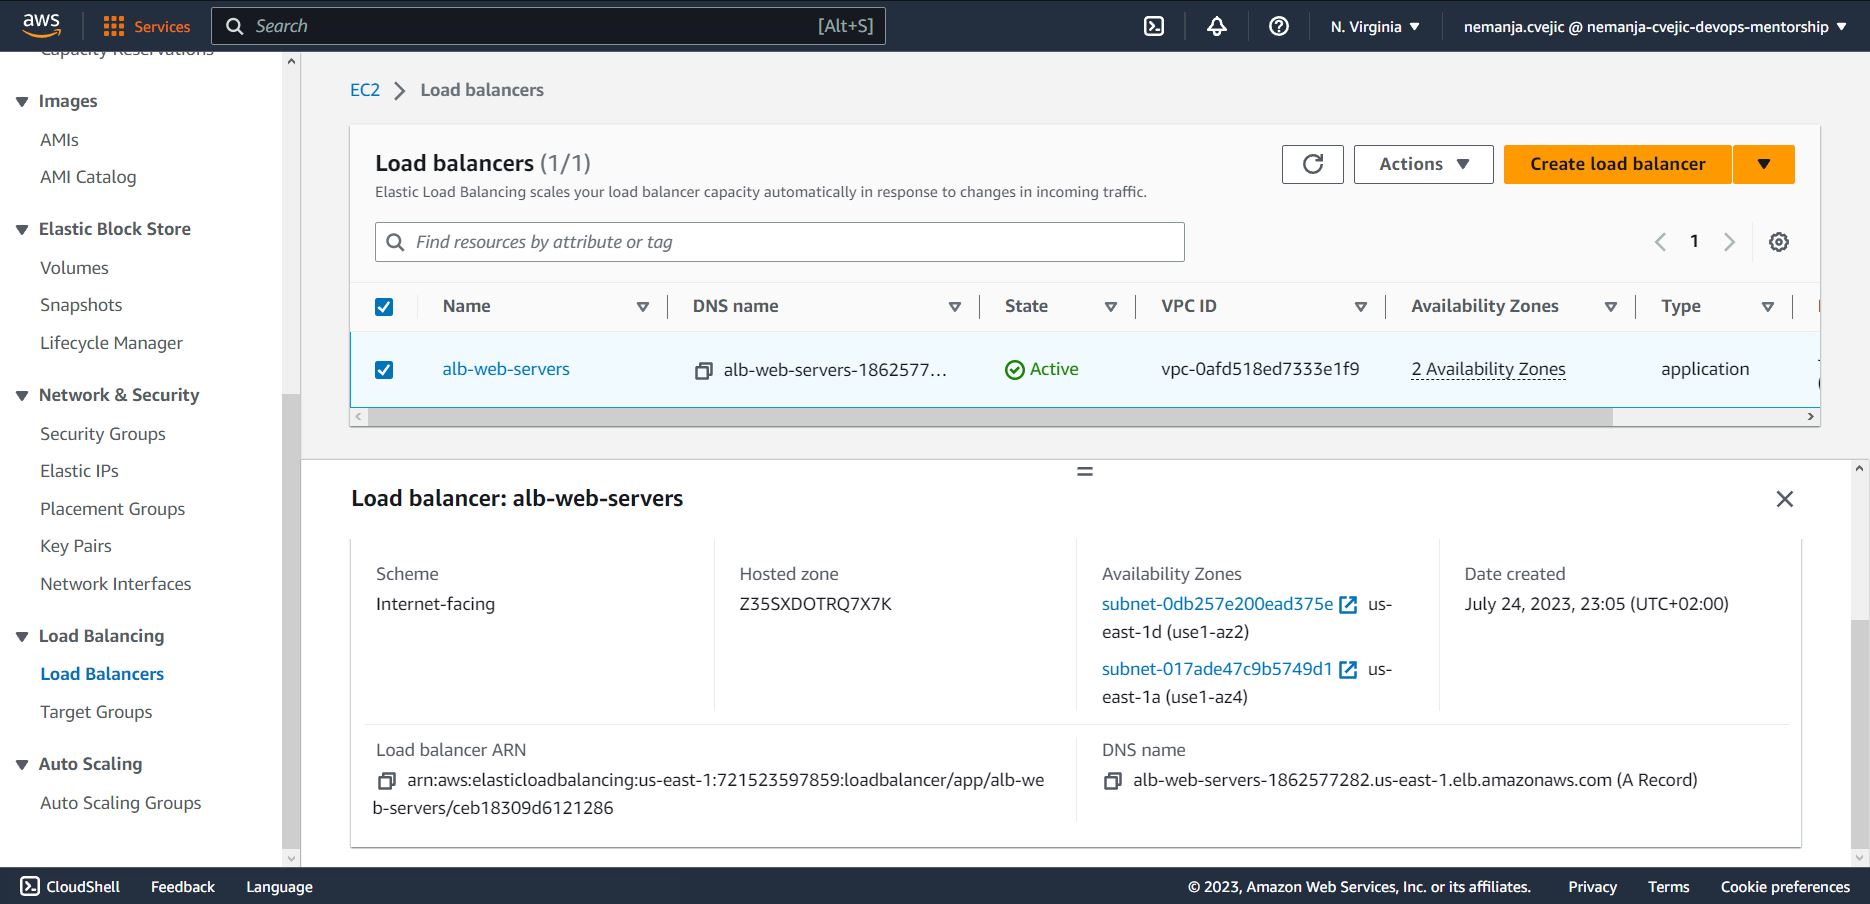 aws
Services
Search
[Alt+S]
N. Virginia
nemanja.cvejic @ nemanja-cvejic-devops-mentorship
Capacity Reservations
Images
AMIs
AMI Catalog
Elastic Block Store
Volumes
Snapshots
Lifecycle Manager
Network & Security
Security Groups
Elastic IPs
Placement Groups
Key Pairs
Network Interfaces
Load Balancing
Load Balancers
Target Groups
Auto Scaling
Auto Scaling Groups
EC2 > Load balancers
Load balancers (1/1)
Elastic Load Balancing scales your load balancer capacity automatically in response to changes in incoming traffic.
Actions
Create load balancer
Find resources by attribute or tag
1
Name DNS name State VPC ID Availability Zones Type
alb-web-servers alb-web-servers-1862577... Active vpc-0afd518ed7333e1f9 2 Availability Zones application
Load balancer: alb-web-servers
Scheme
Internet-facing
Hosted zone
Z35SXDOTRQ7X7K
Availability Zones
subnet-0db257e200ead375e us-
east-1d (use1-az2)
subnet-017ade47c9b5749d1 us-
east-1a (use1-az4)
Date created
July 24, 2023, 23:05 (UTC+02:00)
Load balancer ARN
arn:aws:elasticloadbalancing:us-east-1:721523597859:loadbalancer/app/alb-we
b-servers/ceb18309d6121286
DNS name
alb-web-servers-1862577282.us-east-1.elb.amazonaws.com (A Record)
CloudShell
Feedback
Language
© 2023, Amazon Web Services, Inc. or its affiliates.
Privacy
Terms
Cookie preferences